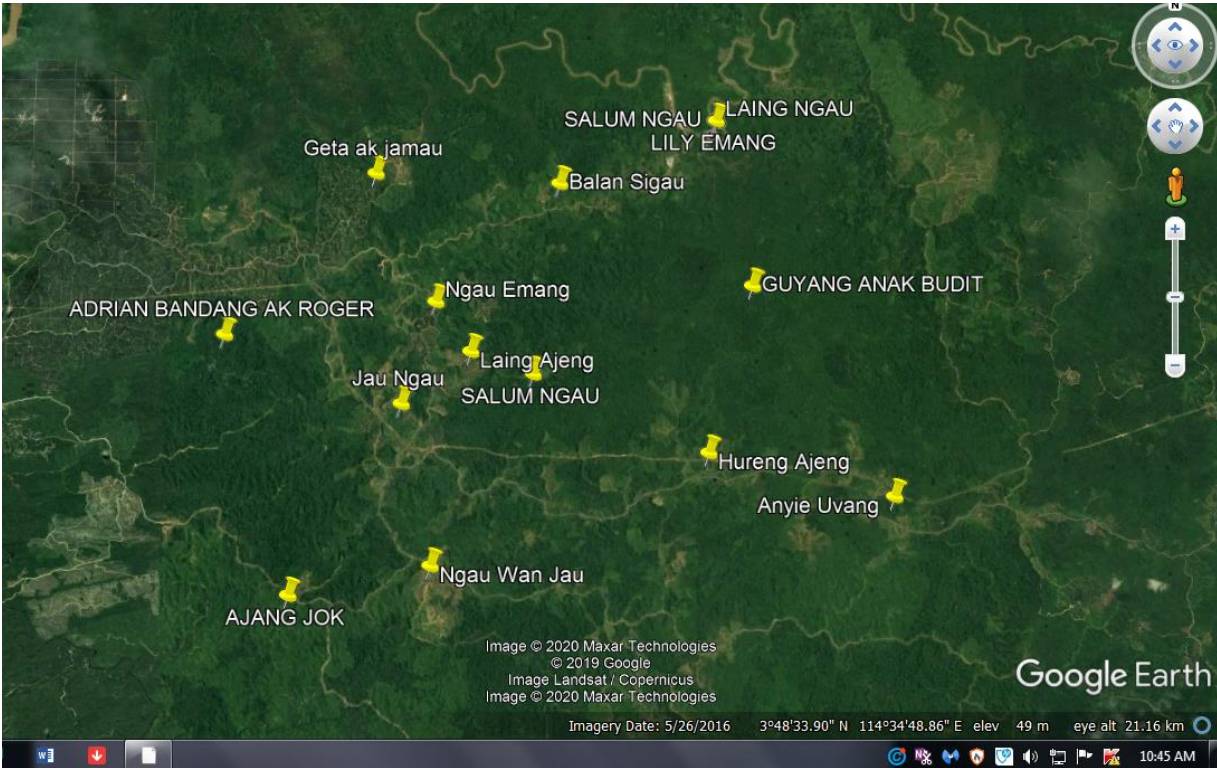 N
SALUM NGAU
LAING NGAU
LILY EMANG
Geta ak jamau
Balan Sigau
GUYANG ANAK BUDIT
Ngau Emang
ADRIAN BANDANG AK ROGER
Laing Ajeng
Jau Ngau
SALUM NGAU
Hureng Ajeng
Anyie Uvang
Ngau Wan Jau
AJANG JOK
Image © 2020 Maxar Technologies
© 2019 Google
Image Landsat / Copernicus
Image © 2020 Maxar Technologies
Google Earth
Imagery Date: 5/26/2016 3°48'33.90" N 114°34'48.86" E elev 49 m eye alt 21.16 km
10:45 AM